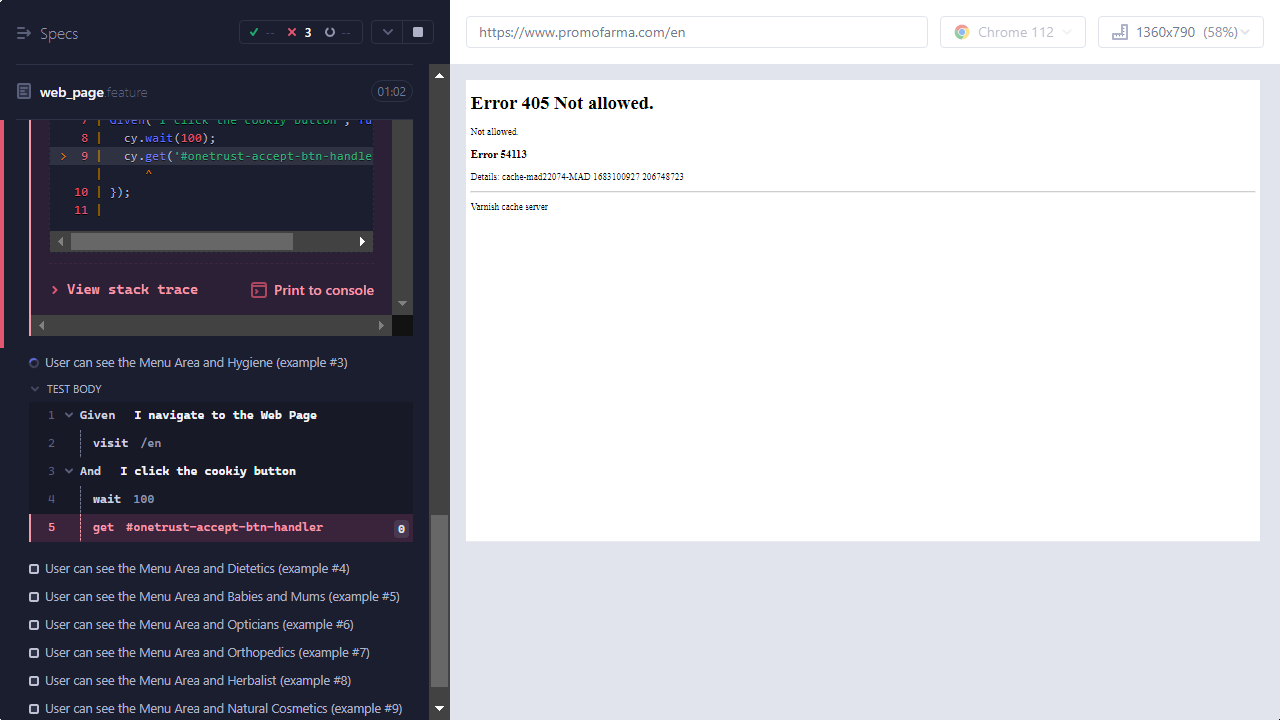 Specs
-- 3 --
web_page.feature 01:02
7 | Given('I click the cookiy button', fu
8 | cy.wait(100);
> 9 | cy.get('#onetrust-accept-btn-handle
| ^
10 | });
11 |
View stack trace
Print to console
User can see the Menu Area and Hygiene (example #3)
TEST BODY
1 Given I navigate to the Web Page
2 visit /en
3 And I click the cookiy button
4 wait 100
5 get #onetrust-accept-btn-handler 0
User can see the Menu Area and Dietetics (example #4)
User can see the Menu Area and Babies and Mums (example #5)
User can see the Menu Area and Opticians (example #6)
User can see the Menu Area and Orthopedics (example #7)
User can see the Menu Area and Herbalist (example #8)
User can see the Menu Area and Natural Cosmetics (example #9)
https://www.promofarma.com/en
Chrome 112
1360x790 (58%)
Error 405 Not allowed.
Not allowed.
Error 54113
Details: cache-mad22074-MAD 1683100927 206748723
Varnish cache server